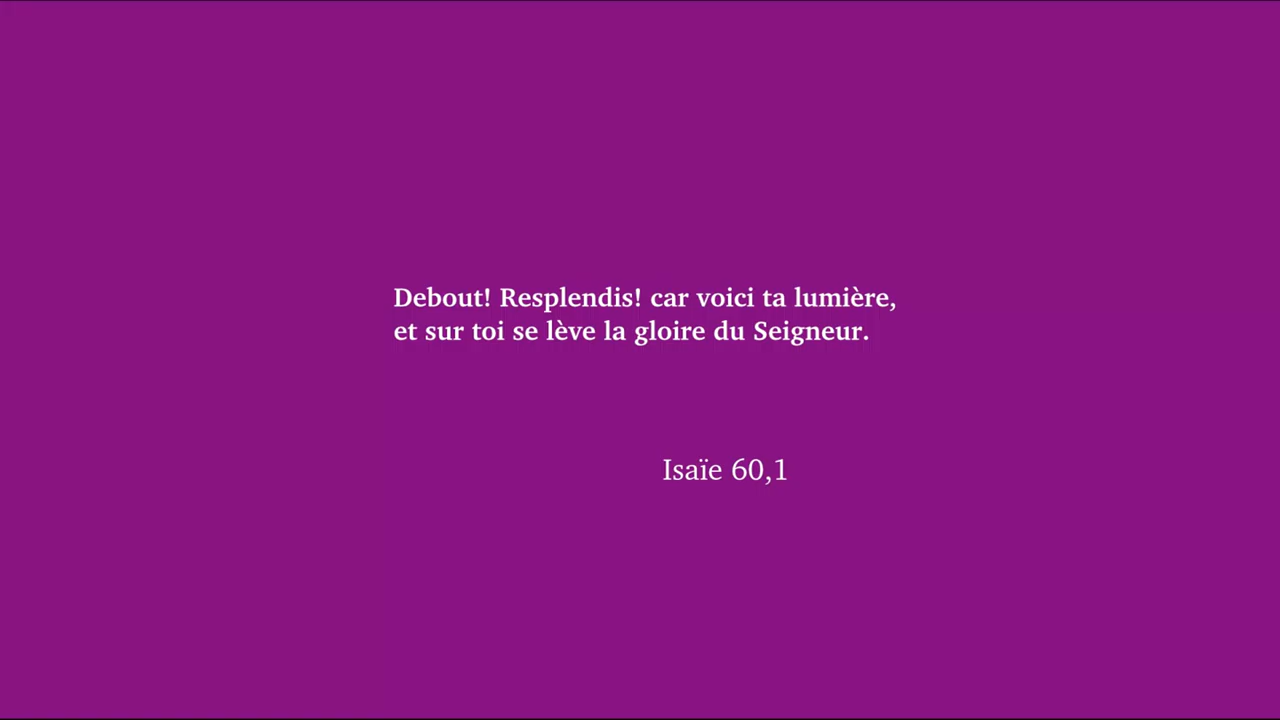 Debout! Resplendis! car voici ta lumière,
et sur toi se lève la gloire du Seigneur.
Isaïe 60,1